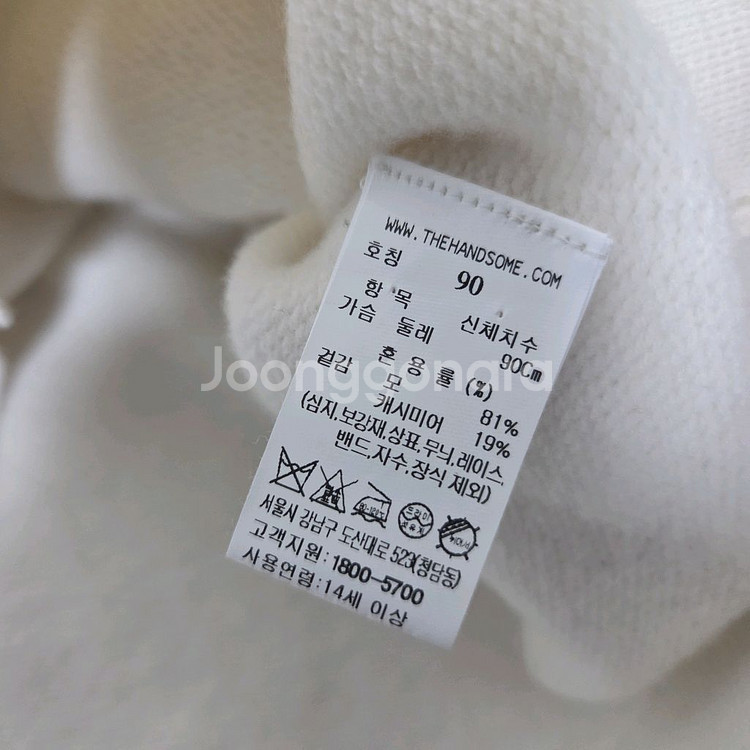 WWW.THEHANDSOME.COM
호칭 90
항 목 신체치수
가슴 둘레 90Cm
겉감 혼 용 률 (%)
모 81%
캐시미어 19%
(심지,보강재,상표,무늬,레이스,
밴드,자수,장식 제외)
드라이
서울시 강남구 도산대로 523(청담동)
고객지원:1800-5700
사용연령:14세 이상
Joonggonara